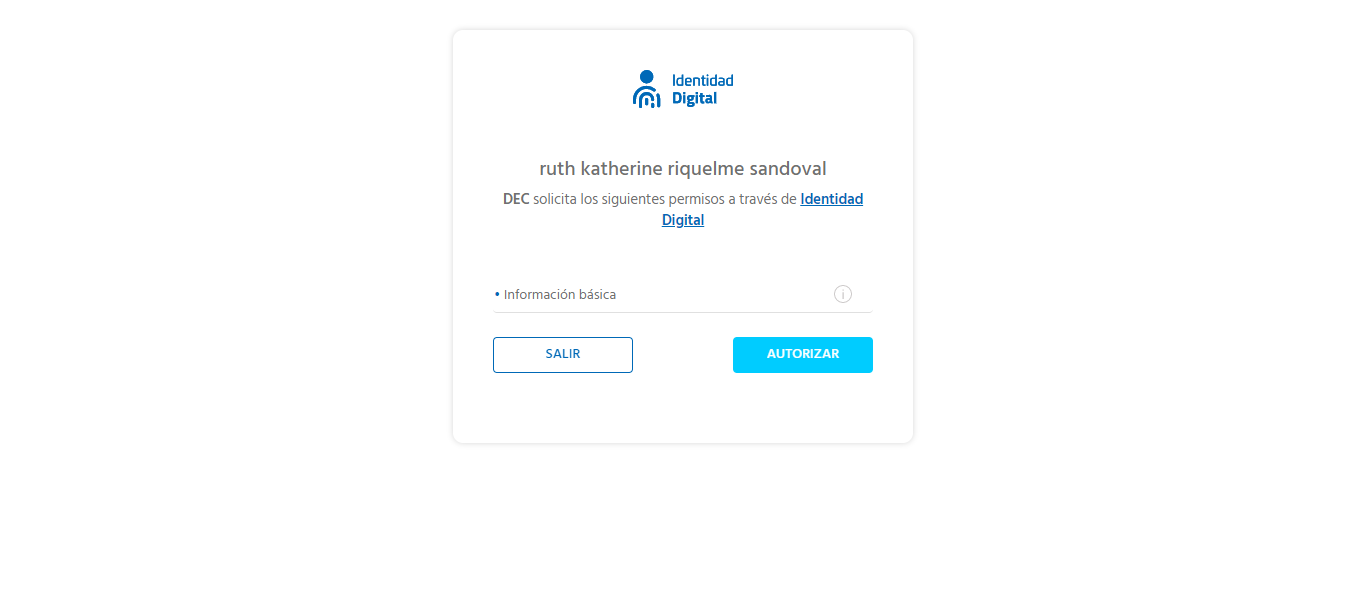 Identidad
Digital
ruth katherine riquelme sandoval
DEC solicita los siguientes permisos a través de Identidad
Digital
• Información básica
SALIR
AUTORIZAR